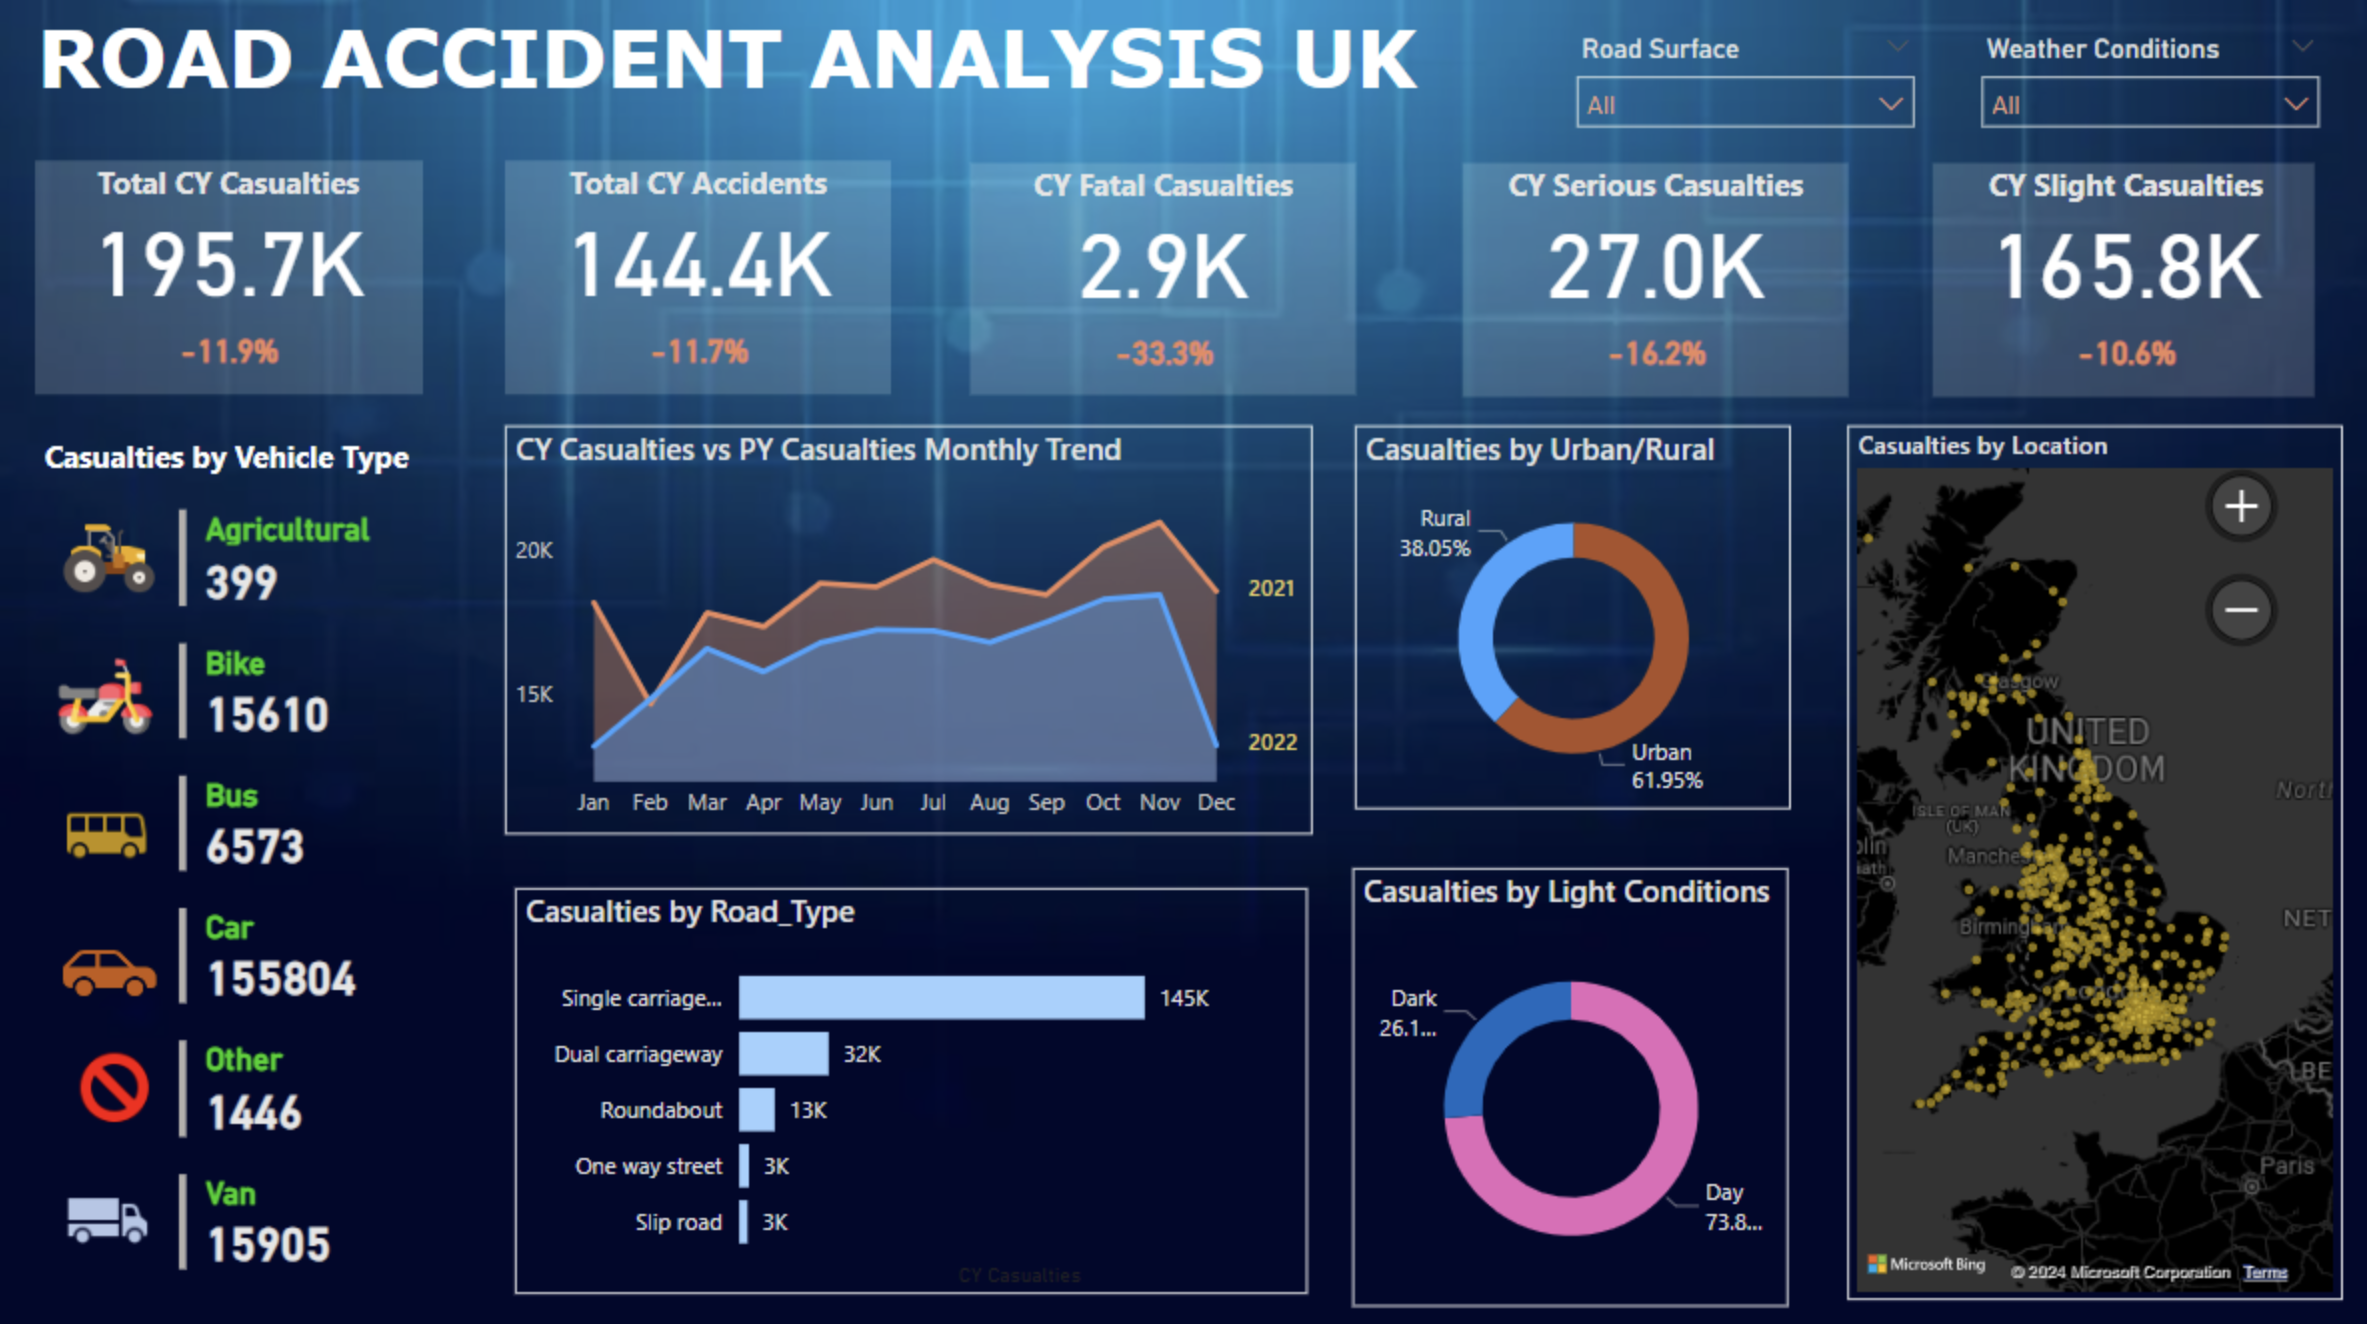 ROAD ACCIDENT ANALYSIS UK
Road Surface
All
Weather Conditions
All
Total CY Casualties
195.7K
-11.9%
Total CY Accidents
144.4K
-11.7%
CY Fatal Casualties
2.9K
-33.3%
CY Serious Casualties
27.0K
-16.2%
CY Slight Casualties
165.8K
-10.6%
Casualties by Vehicle Type
Agricultural
399
Bike
15610
Bus
6573
Car
155804
Other
1446
Van
15905
CY Casualties vs PY Casualties Monthly Trend
20K
15K
2021
2022
Jan Feb Mar Apr May Jun Jul Aug Sep Oct Nov Dec
Casualties by Road_Type
Single carriage... 145K
Dual carriageway 32K
Roundabout 13K
One way street 3K
Slip road 3K
CY Casualties
Casualties by Urban/Rural
Rural
38.05%
Urban
61.95%
Casualties by Light Conditions
Dark
26.1...
Day
73.8...
Casualties by Location
Glasgow
UNITED
KINGDOM
ISLE OF MAN
(UK)
Paris
Microsoft Bing
© 2024 Microsoft Corporation Terms